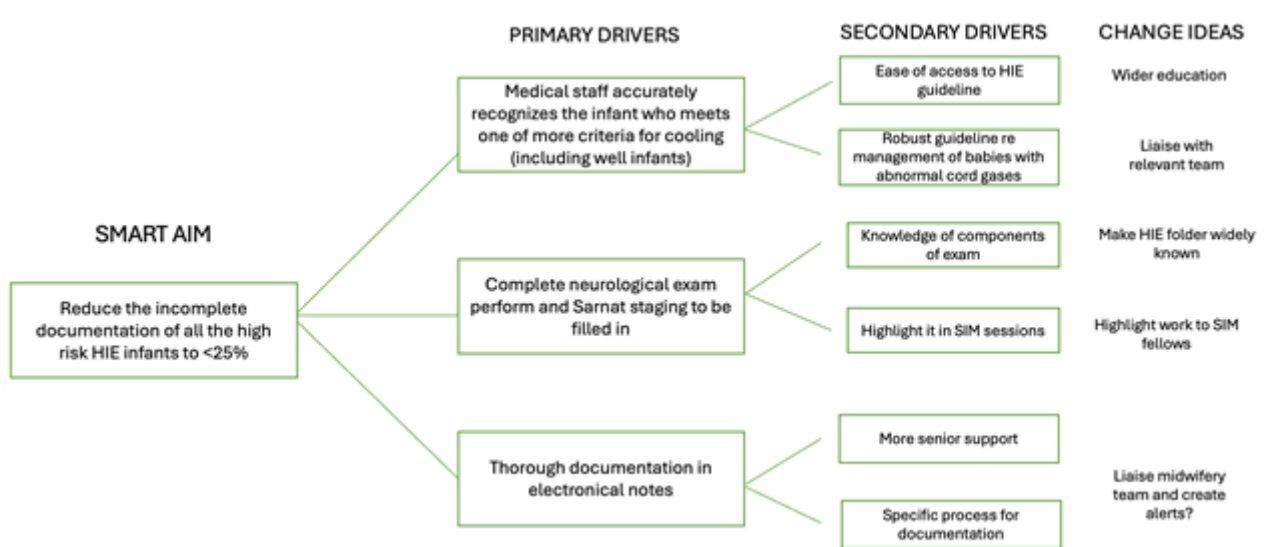 PRIMARY DRIVERS
SECONDARY DRIVERS
CHANGE IDEAS
SMART AIM
Reduce the incomplete
documentation of all the high
risk HIE infants to <25%
Medical staff accurately
recognizes the infant who meets
one of more criteria for cooling
(including well infants)
Ease of access to HIE
guideline
Wider education
Robust guideline re
management of babies with
abnormal cord gases
Liaise with
relevant team
Complete neurological exam
perform and Sarnat staging to be
filled in
Knowledge of components
of exam
Make HIE folder widely
known
Highlight it in SIM sessions
Highlight work to SIM
fellows
Thorough documentation in
electronical notes
More senior support
Specific process for
documentation
Liaise midwifery
team and create
alerts?